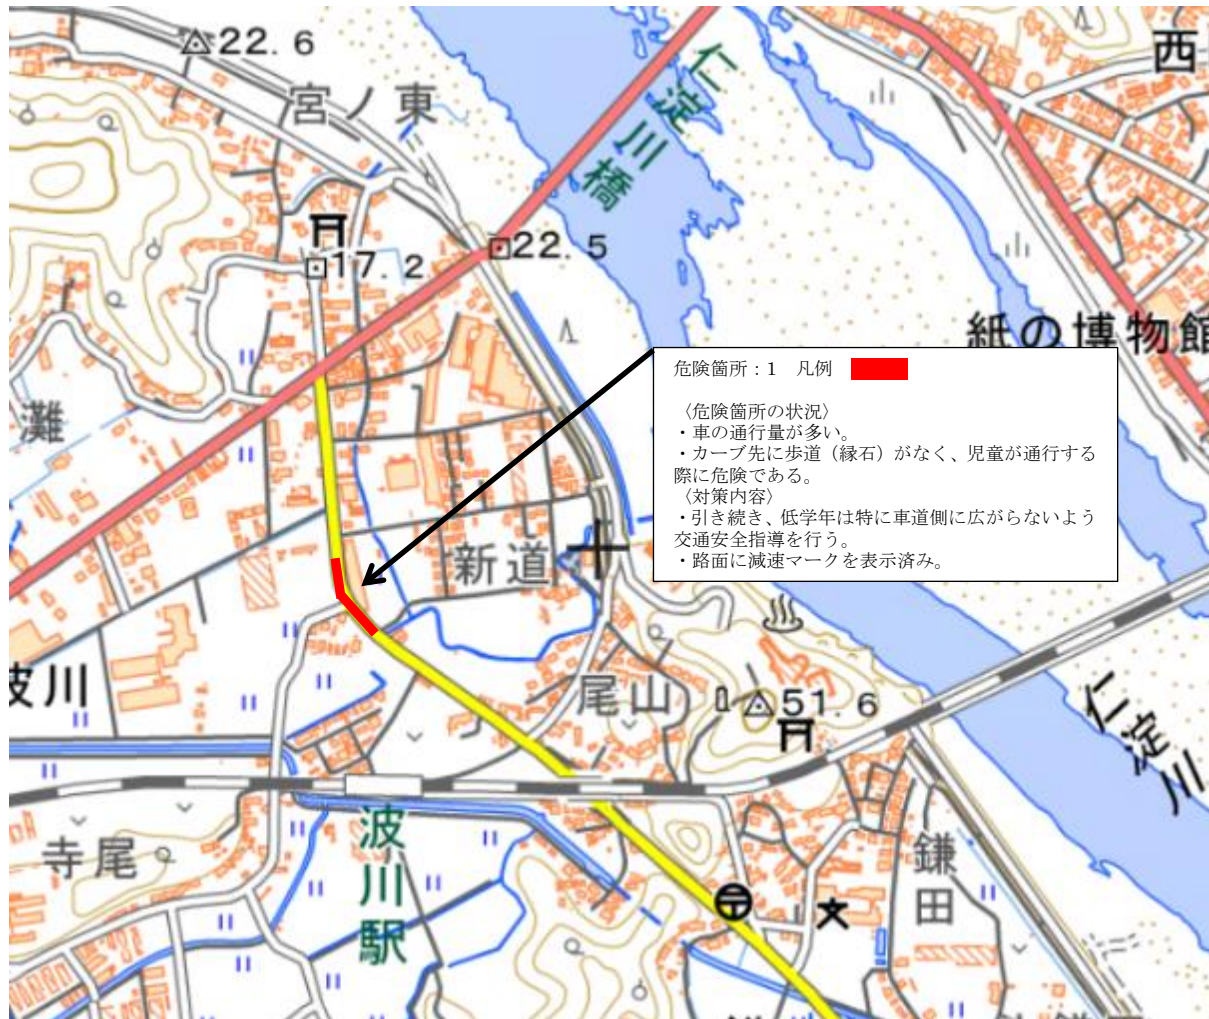 22.6
宮ノ東
仁淀川橋
西
17.2
22.5
紙の博物館
灘
危険箇所：1　凡例
〈危険箇所の状況〉
・車の通行量が多い。
・カーブ先に歩道（縁石）がなく、児童が通行する
際に危険である。
〈対策内容〉
・引き続き、低学年は特に車道側に広がらないよう
交通安全指導を行う。
・路面に減速マークを表示済み。
新道
波川
尾山
51.6
仁淀川
波川駅
寺尾
鎌田